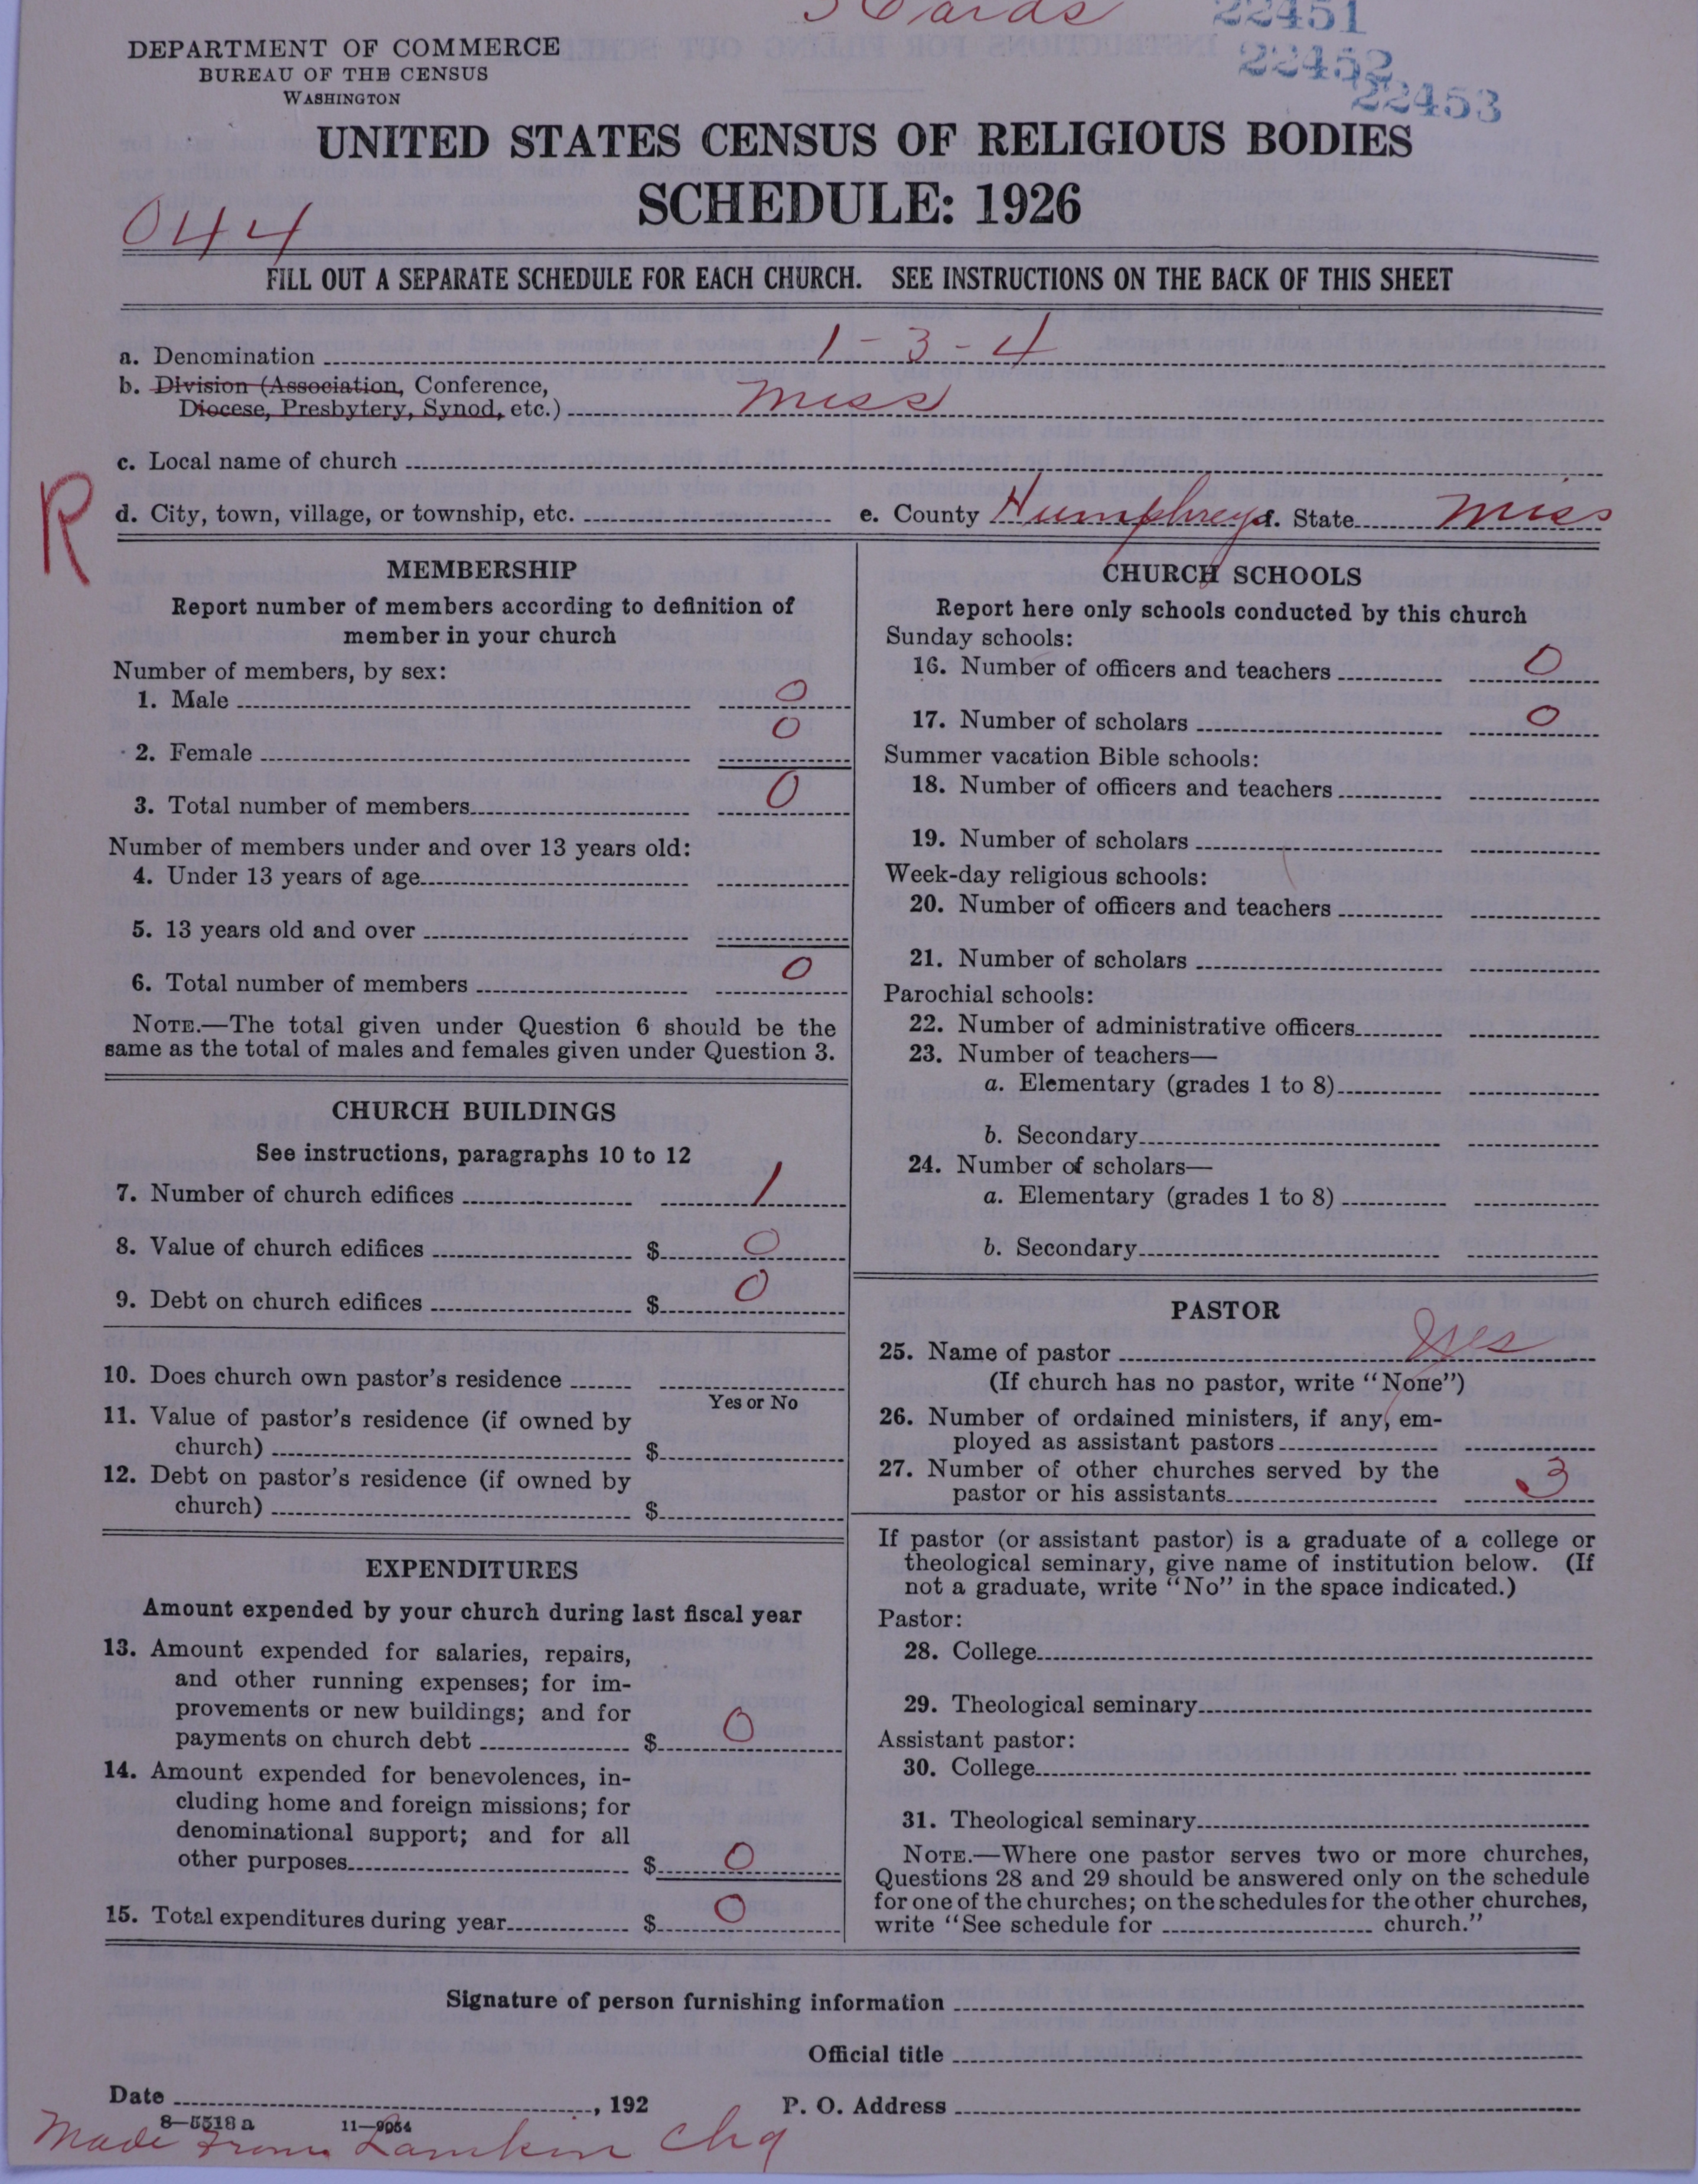 3 Cards
22451
22452
22453
DEPARTMENT OF COMMERCE
BUREAU OF THE CENSUS
WASHINGTON
UNITED STATES CENSUS OF RELIGIOUS BODIES
SCHEDULE: 1926
044
FILL OUT A SEPARATE SCHEDULE FOR EACH CHURCH. SEE INSTRUCTIONS ON THE BACK OF THIS SHEET
a. Denomination 1-3-4
b. Division (Association, Conference,
Diocese, Presbytery, Synod, etc.) Miss
c. Local name of church
R
d. City, town, village, or township, etc. e. County Humphreys f. State Miss
MEMBERSHIP
Report number of members according to definition of
member in your church
Number of members, by sex:
1. Male 0
2. Female 0
3. Total number of members 0
Number of members under and over 13 years old:
4. Under 13 years of age
5. 13 years old and over
6. Total number of members 0
NOTE.—The total given under Question 6 should be the
same as the total of males and females given under Question 3.
CHURCH BUILDINGS
See instructions, paragraphs 10 to 12
7. Number of church edifices 1
8. Value of church edifices $ 0
9. Debt on church edifices $ 0
10. Does church own pastor's residence
Yes or No
11. Value of pastor's residence (if owned by
church) $
12. Debt on pastor's residence (if owned by
church) $
EXPENDITURES
Amount expended by your church during last fiscal year
13. Amount expended for salaries, repairs,
and other running expenses; for im-
provements or new buildings; and for
payments on church debt $ 0
14. Amount expended for benevolences, in-
cluding home and foreign missions; for
denominational support; and for all
other purposes $ 0
15. Total expenditures during year $ 0
CHURCH SCHOOLS
Report here only schools conducted by this church
Sunday schools:
16. Number of officers and teachers 0
17. Number of scholars 0
Summer vacation Bible schools:
18. Number of officers and teachers
19. Number of scholars
Week-day religious schools:
20. Number of officers and teachers
21. Number of scholars
Parochial schools:
22. Number of administrative officers
23. Number of teachers—
a. Elementary (grades 1 to 8)
b. Secondary
24. Number of scholars—
a. Elementary (grades 1 to 8)
b. Secondary
PASTOR
25. Name of pastor Yes
(If church has no pastor, write "None")
26. Number of ordained ministers, if any, em-
ployed as assistant pastors
27. Number of other churches served by the
pastor or his assistants 3
If pastor (or assistant pastor) is a graduate of a college or
theological seminary, give name of institution below. (If
not a graduate, write "No" in the space indicated.)
Pastor:
28. College
29. Theological seminary
Assistant pastor:
30. College
31. Theological seminary
NOTE.—Where one pastor serves two or more churches,
Questions 28 and 29 should be answered only on the schedule
for one of the churches; on the schedules for the other churches,
write "See schedule for church."
Signature of person furnishing information
Official title
Date , 192 P. O. Address
8—5518 a 11—9054
Made From Lamkin Chg